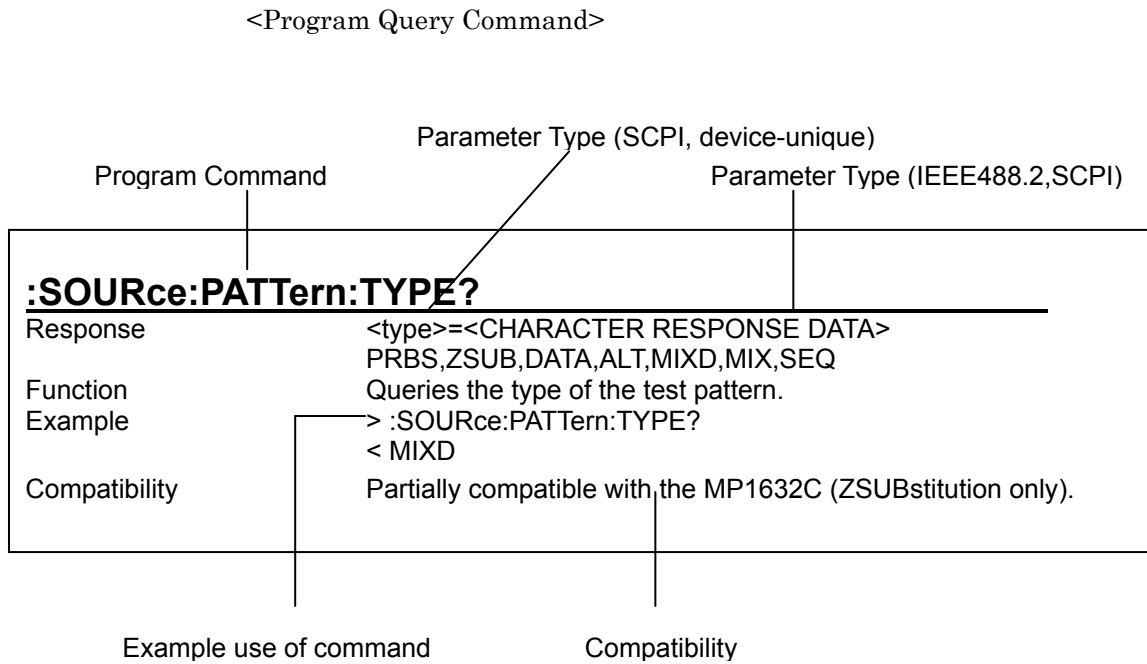 <Program Query Command>
Parameter Type (SCPI, device-unique)
Program Command
Parameter Type (IEEE488.2,SCPI)
:SOURce:PATTern:TYPE?
Response <type>=<CHARACTER RESPONSE DATA>
PRBS,ZSUB,DATA,ALT,MIXD,MIX,SEQ
Function Queries the type of the test pattern.
Example > :SOURce:PATTern:TYPE?
< MIXD
Compatibility Partially compatible with the MP1632C (ZSUBstitution only).
Example use of command Compatibility